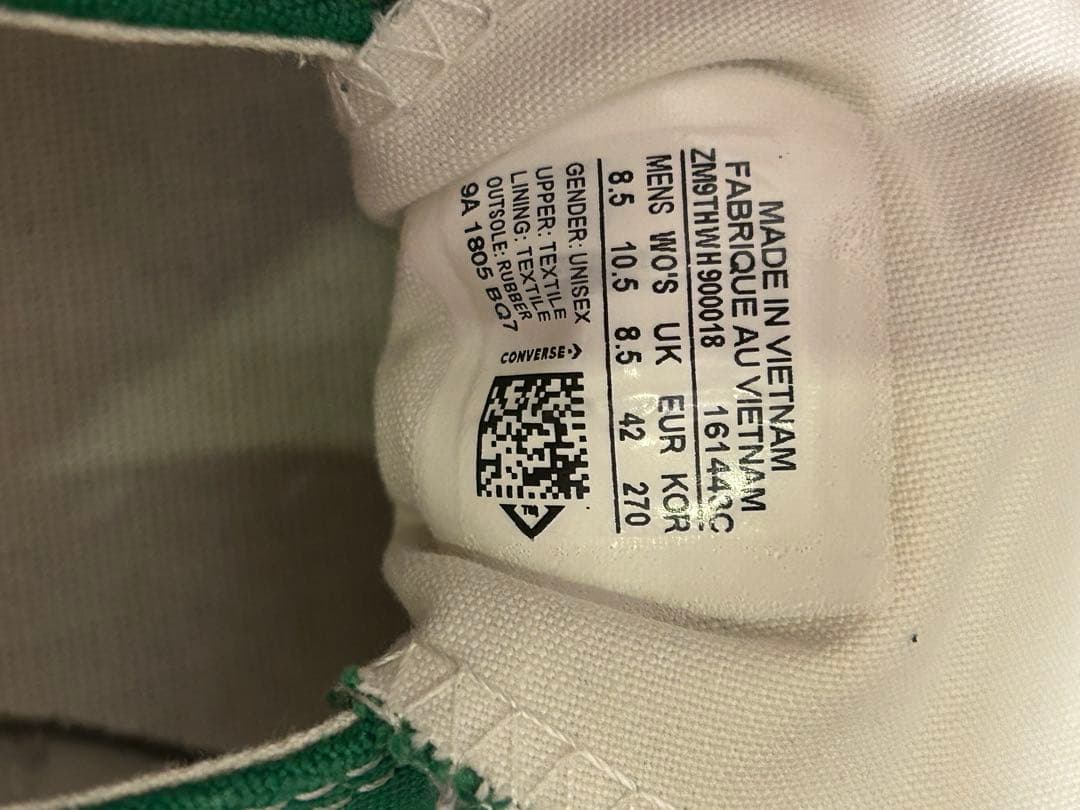 MADE IN VIETNAM
FABRIQUE AU VIETNAM
ZM9THWH900018
MENS WO'S UK EUR KOR
8.5 10.5 8.5 42 270
GENDER: UNISEX
UPPER: TEXTILE
LINING: TEXTILE
OUTSOLE: RUBBER
9A 1805 BQ7
CONVERSE